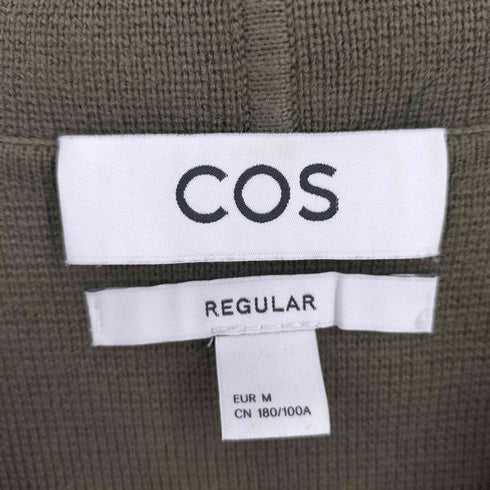 COS
REGULAR
EUR M
CN 180/100A